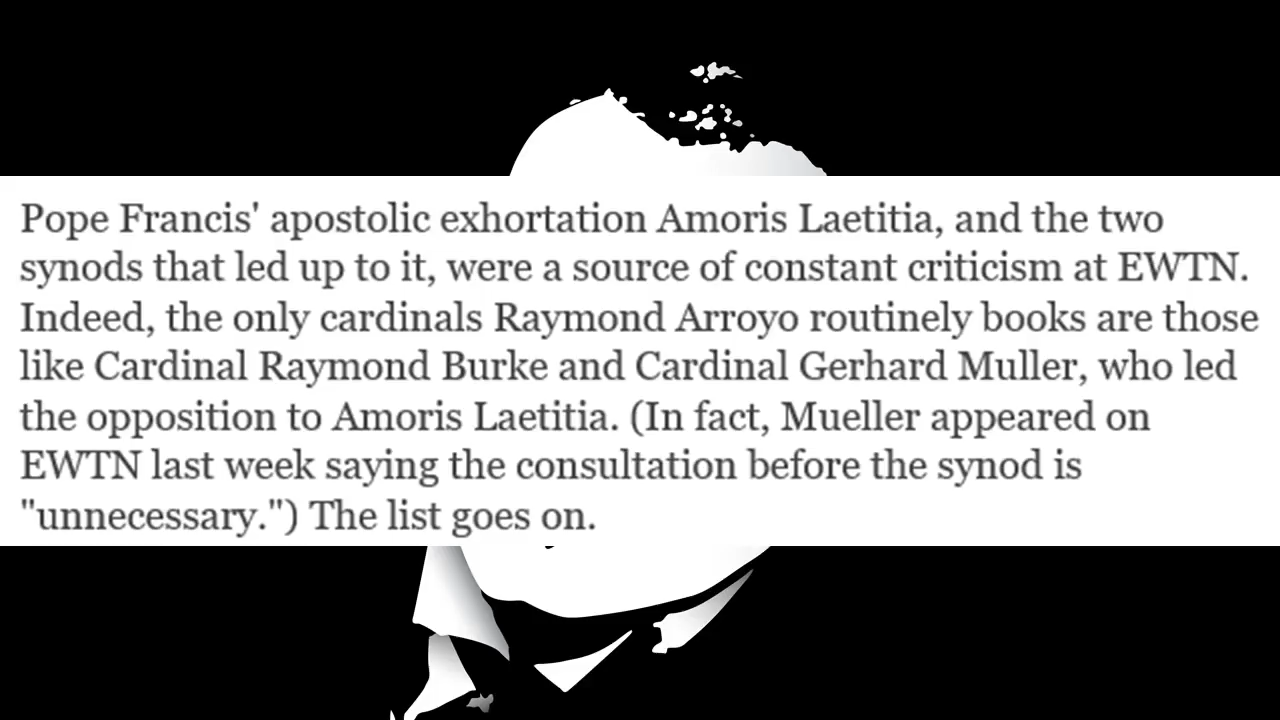 Pope Francis' apostolic exhortation Amoris Laetitia, and the two
synods that led up to it, were a source of constant criticism at EWTN.
Indeed, the only cardinals Raymond Arroyo routinely books are those
like Cardinal Raymond Burke and Cardinal Gerhard Muller, who led
the opposition to Amoris Laetitia. (In fact, Mueller appeared on
EWTN last week saying the consultation before the synod is
"unnecessary.") The list goes on.